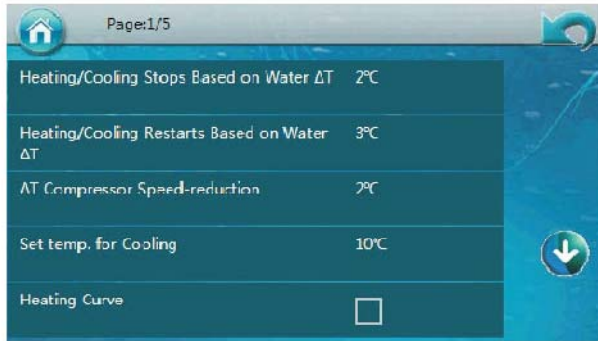 Page:1/5
Heating/Cooling Stops Based on Water ΔT 2℃
Heating/Cooling Restarts Based on Water 3℃
ΔT
ΔT Compressor Speed-reduction 2℃
Set temp. for Cooling 10℃
Heating Curve